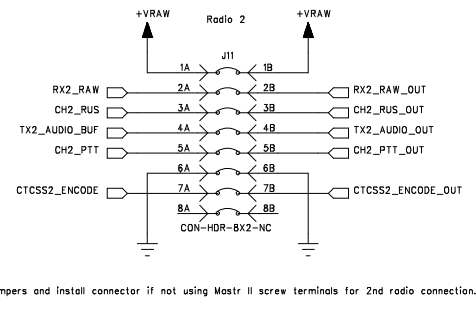 +VRAW Radio 2 +VRAW
J11
1A 1B
RX2_RAW 2A 2B RX2_RAW_OUT
CH2_RUS 3A 3B CH2_RUS_OUT
TX2_AUDIO_BUF 4A 4B TX2_AUDIO_OUT
CH2_PTT 5A 5B CH2_PTT_OUT
6A 6B
CTCSS2_ENCODE 7A 7B CTCSS2_ENCODE_OUT
8A 8B
CON-HDR-8X2-NC
mpers and install connector if not using Mastr II screw terminals for 2nd radio connection.